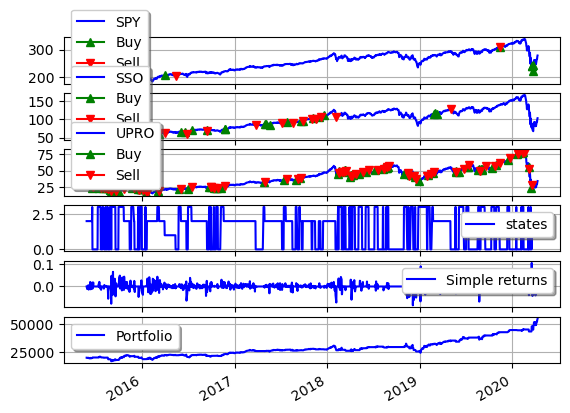 SPY
Buy
Sell
300
200
SSO
Buy
Sell
150
100
50
UPRO
Buy
Sell
75
50
25
states
2.5
0.0
Simple returns
0.1
0.0
Portfolio
50000
25000
2016
2017
2018
2019
2020